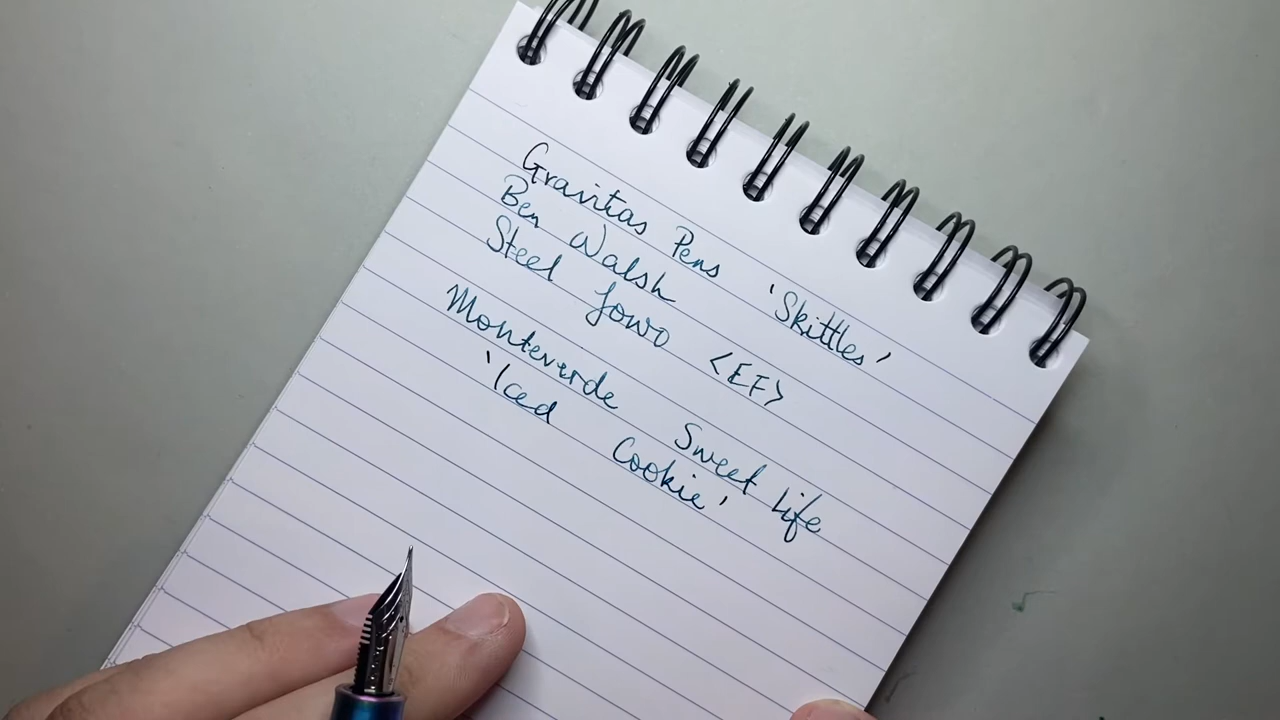 Gravitas Pens 'Skittles'
Ben Walsh
Steel Jowo <EF>
Monteverde Sweet Life
'Iced Cookie'